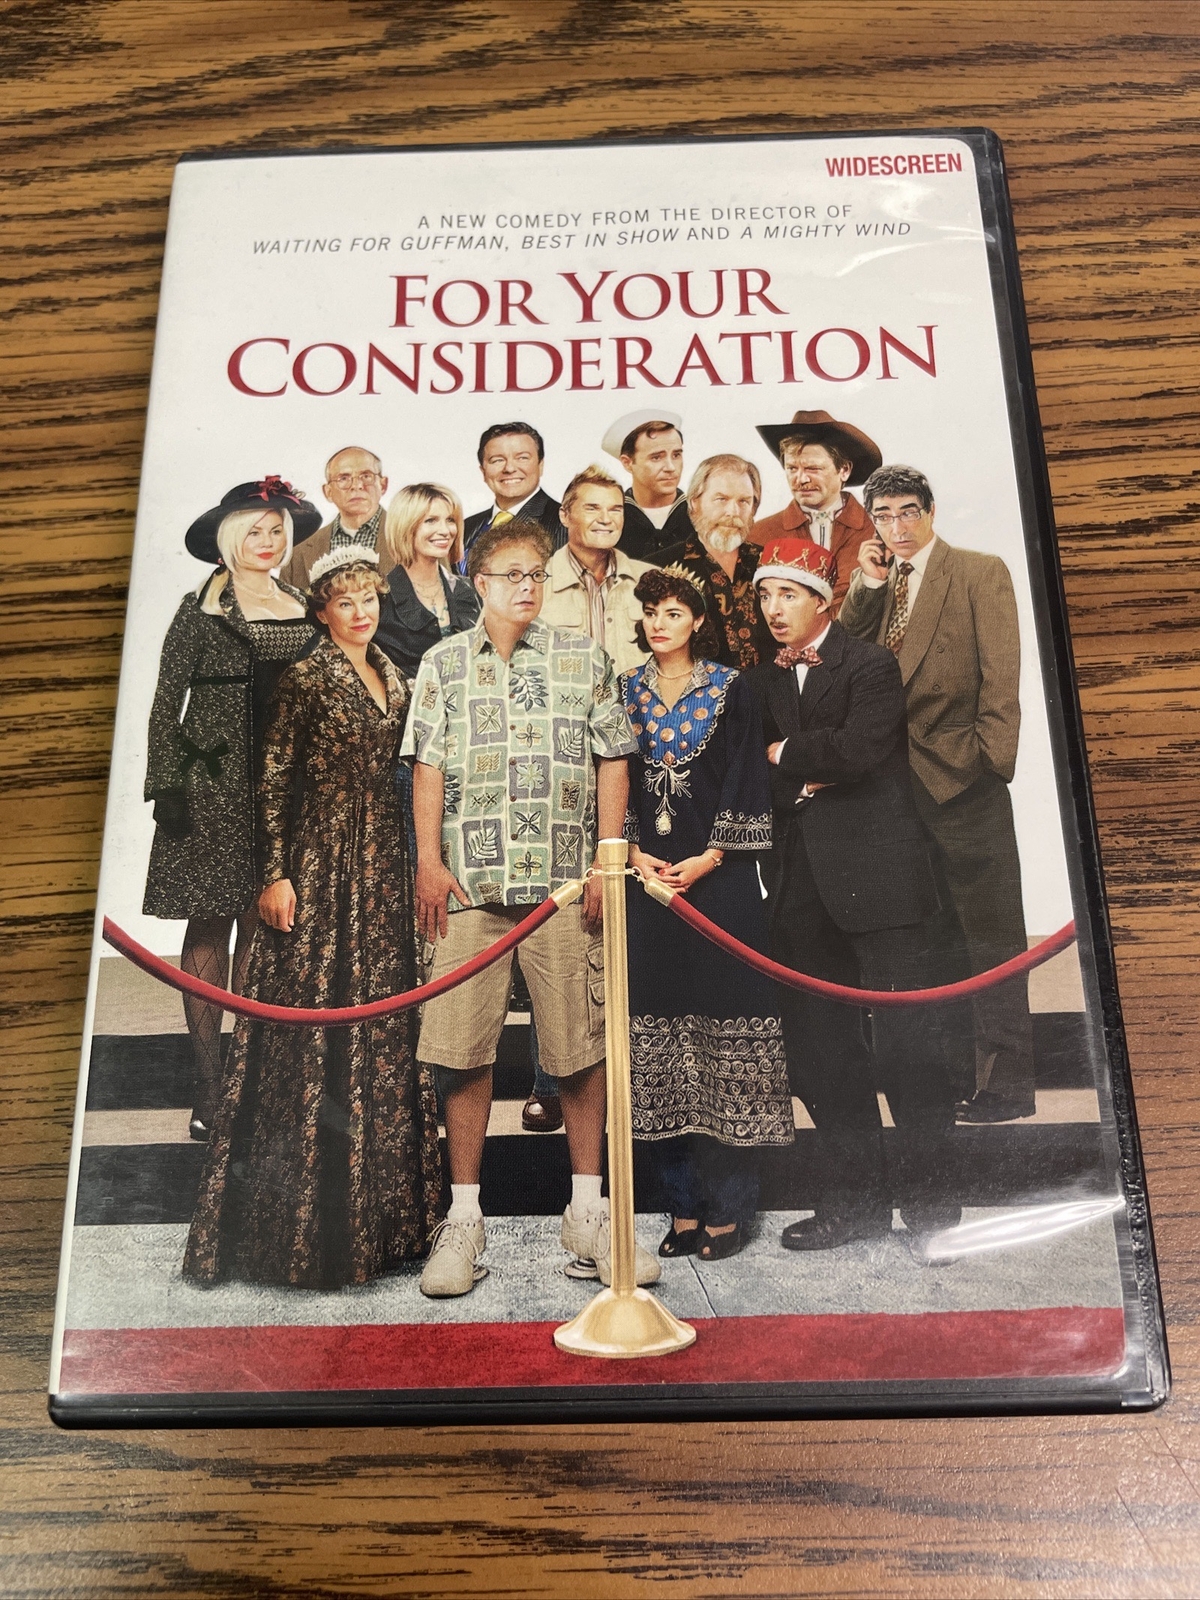 WIDESCREEN
A NEW COMEDY FROM THE DIRECTOR OF
WAITING FOR GUFFMAN, BEST IN SHOW AND A MIGHTY WIND
FOR YOUR
CONSIDERATION